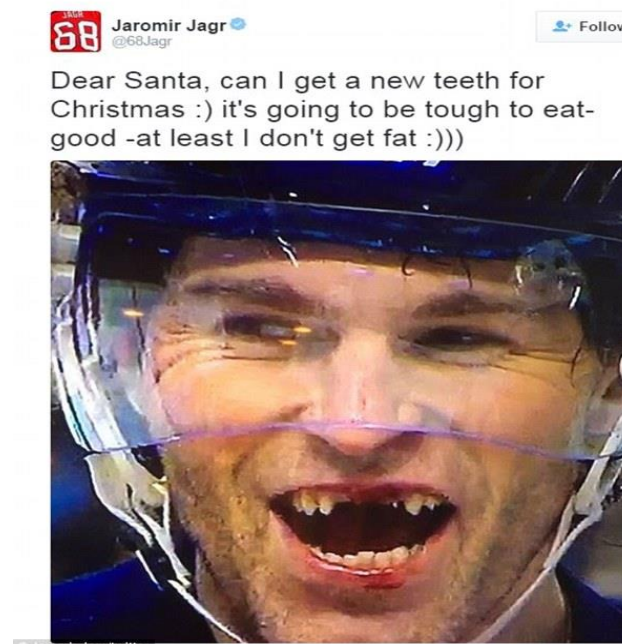 JAGR
68
Jaromir Jagr
@68Jagr
Follow
Dear Santa, can I get a new teeth for
Christmas :) it's going to be tough to eat-
good -at least I don't get fat :)))